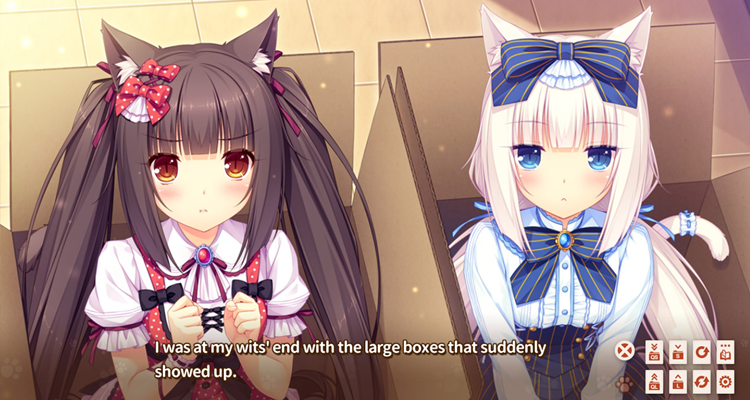 I was at my wits' end with the large boxes that suddenly
showed up.